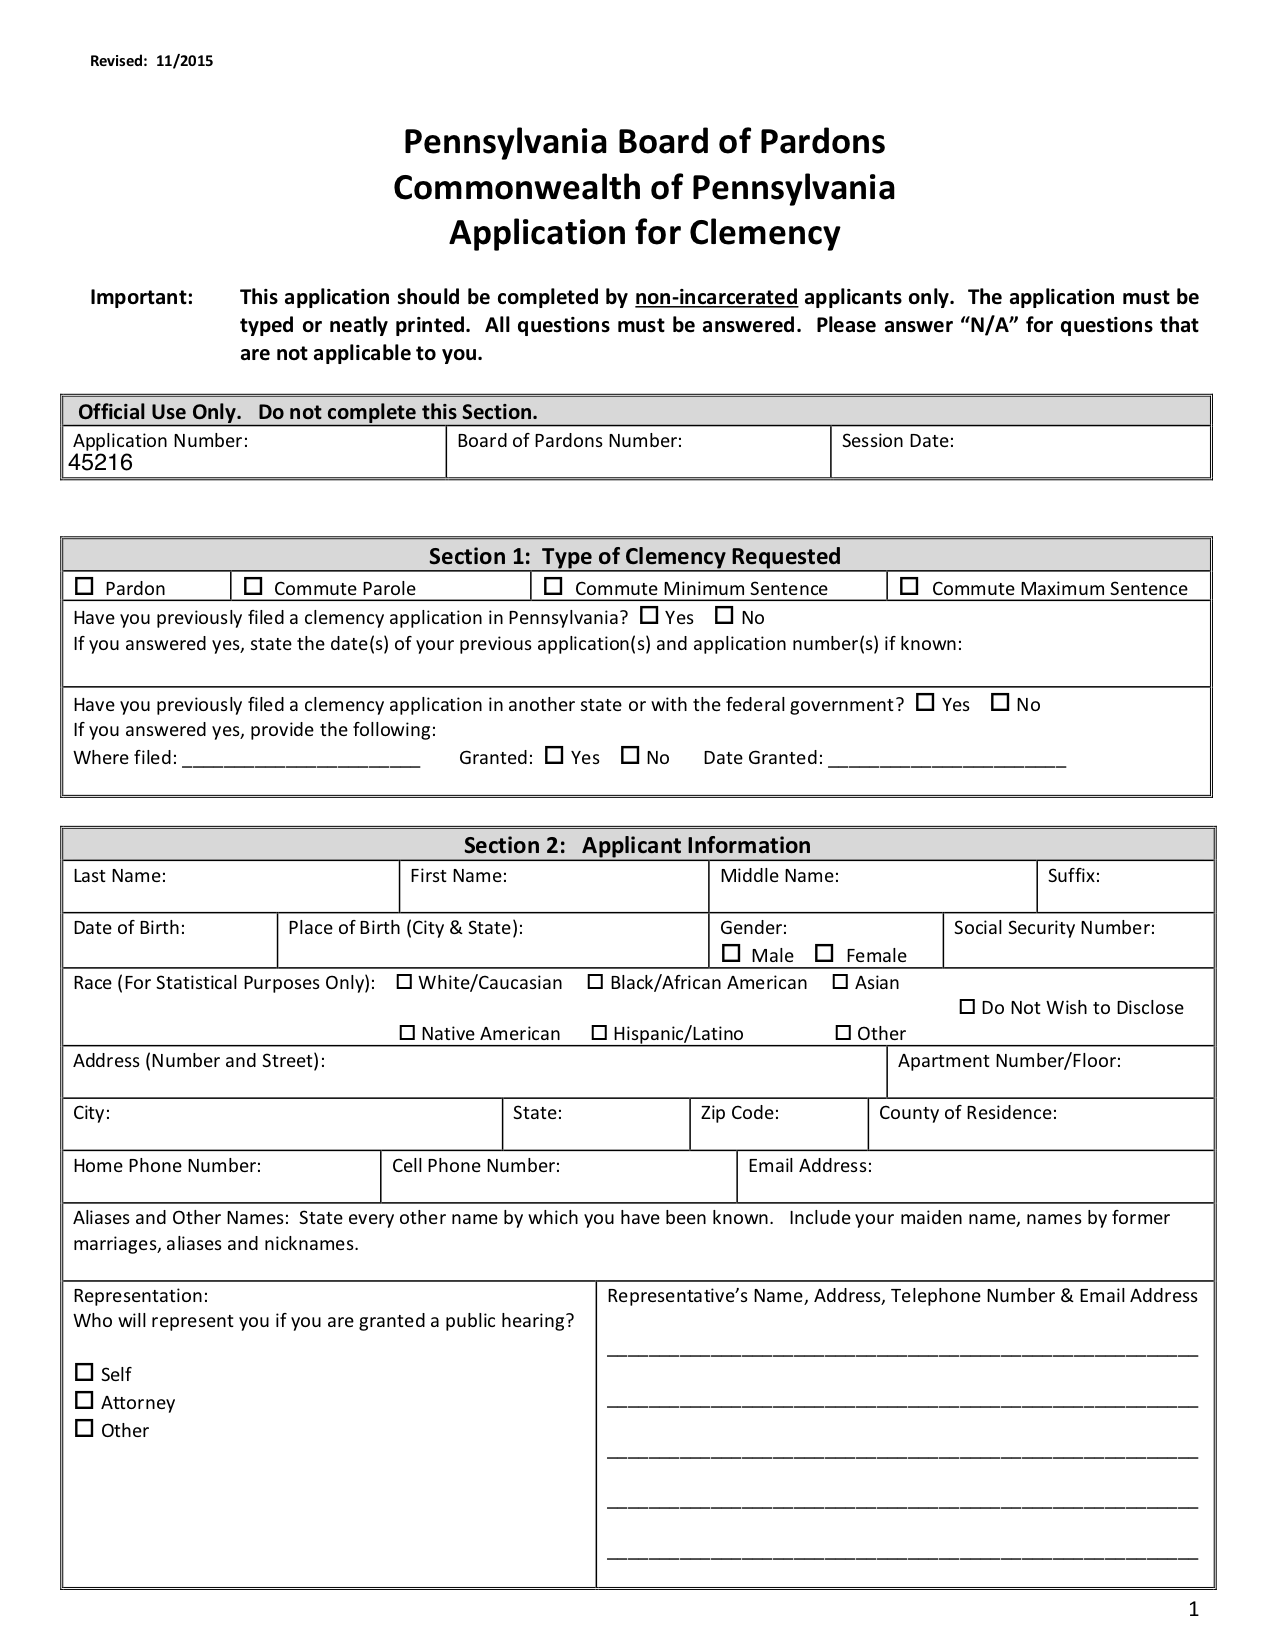 Revised:  11/2015
Pennsylvania Board of Pardons
Commonwealth of Pennsylvania
Application for Clemency
Important: This application should be completed by non-incarcerated applicants only.  The application must be
typed or neatly printed.  All questions must be answered.  Please answer “N/A” for questions that
are not applicable to you.
Official Use Only.   Do not complete this Section.
Application Number: Board of Pardons Number: Session Date:
45216
Section 1:  Type of Clemency Requested
☐ Pardon ☐ Commute Parole ☐ Commute Minimum Sentence ☐ Commute Maximum Sentence
Have you previously filed a clemency application in Pennsylvania? ☐ Yes ☐ No
If you answered yes, state the date(s) of your previous application(s) and application number(s) if known:
Have you previously filed a clemency application in another state or with the federal government? ☐ Yes ☐ No
If you answered yes, provide the following:
Where filed: _______________________ Granted: ☐ Yes ☐ No Date Granted: _______________________
Section 2:   Applicant Information
Last Name: First Name: Middle Name: Suffix:
Date of Birth: Place of Birth (City & State): Gender: Social Security Number:
☐ Male ☐ Female
Race (For Statistical Purposes Only): ☐ White/Caucasian ☐ Black/African American ☐ Asian
☐ Do Not Wish to Disclose
☐ Native American ☐ Hispanic/Latino ☐ Other
Address (Number and Street): Apartment Number/Floor:
City: State: Zip Code: County of Residence:
Home Phone Number: Cell Phone Number: Email Address:
Aliases and Other Names:  State every other name by which you have been known.   Include your maiden name, names by former
marriages, aliases and nicknames.
Representation:
Who will represent you if you are granted a public hearing?
☐ Self
☐ Attorney
☐ Other
Representative’s Name, Address, Telephone Number & Email Address
1